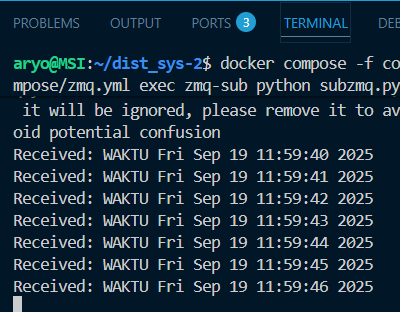 PROBLEMS OUTPUT PORTS 3 TERMINAL
aryo@MSI:~/dist_sys-2$ docker compose -f co
mpose/zmq.yml exec zmq-sub python subzmq.py
it will be ignored, please remove it to av
oid potential confusion
Received: WAKTU Fri Sep 19 11:59:40 2025
Received: WAKTU Fri Sep 19 11:59:41 2025
Received: WAKTU Fri Sep 19 11:59:42 2025
Received: WAKTU Fri Sep 19 11:59:43 2025
Received: WAKTU Fri Sep 19 11:59:44 2025
Received: WAKTU Fri Sep 19 11:59:45 2025
Received: WAKTU Fri Sep 19 11:59:46 2025